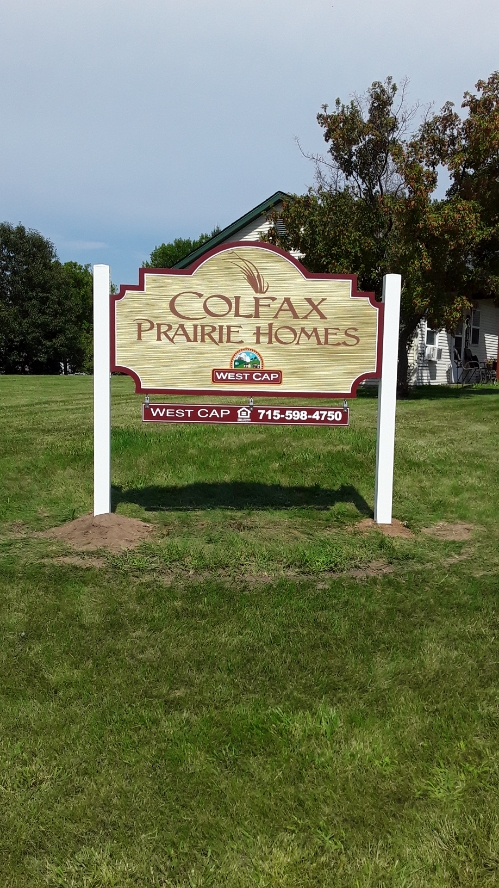 COLFAX
PRAIRIE HOMES
WEST CAP
WEST CAP 715-598-4750